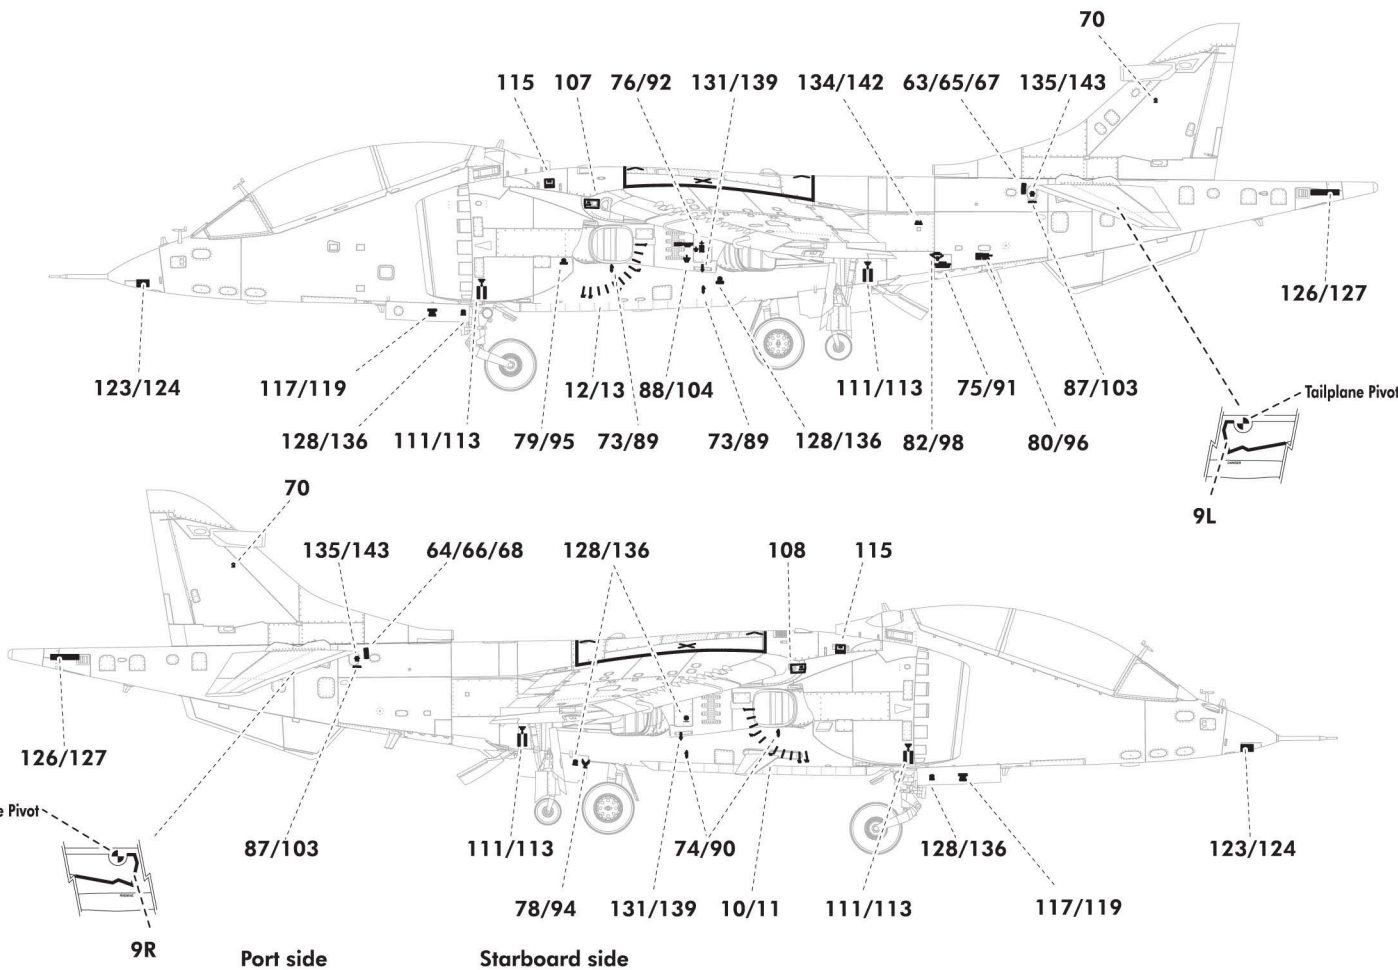 70
115 107 76/92 131/139 134/142 63/65/67 135/143
126/127
123/124 117/119 12/13 88/104 111/113 75/91 87/103
Tailplane Pivot
128/136 111/113 79/95 73/89 73/89 128/136 82/98 80/96
9L
70
135/143 64/66/68 128/136 108 115
126/127
e Pivot
87/103 111/113 74/90 128/136 123/124
78/94 131/139 10/11 111/113 117/119
9R
Port side Starboard side